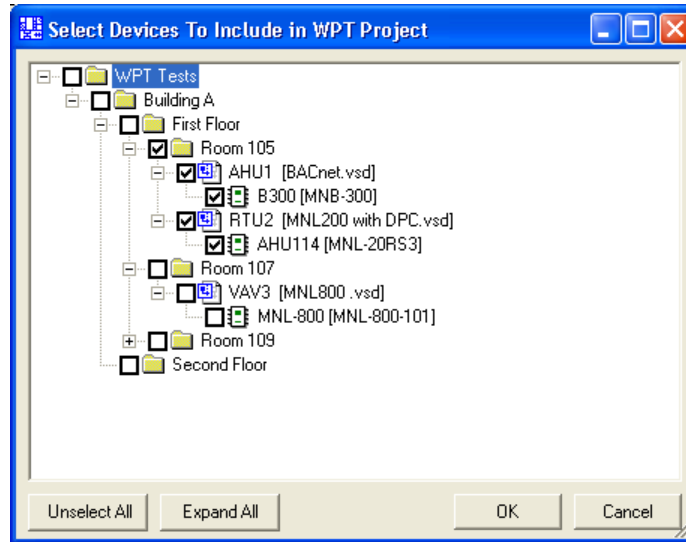 Select Devices To Include in WPT Project
WPT Tests
Building A
First Floor
Room 105
AHU1 [BACnet.vsd]
B300 [MNB-300]
RTU2 [MNL200 with DPC.vsd]
AHU114 [MNL-20RS3]
Room 107
VAV3 [MNL800 .vsd]
MNL-800 [MNL-800-101]
Room 109
Second Floor
Unselect All Expand All OK Cancel